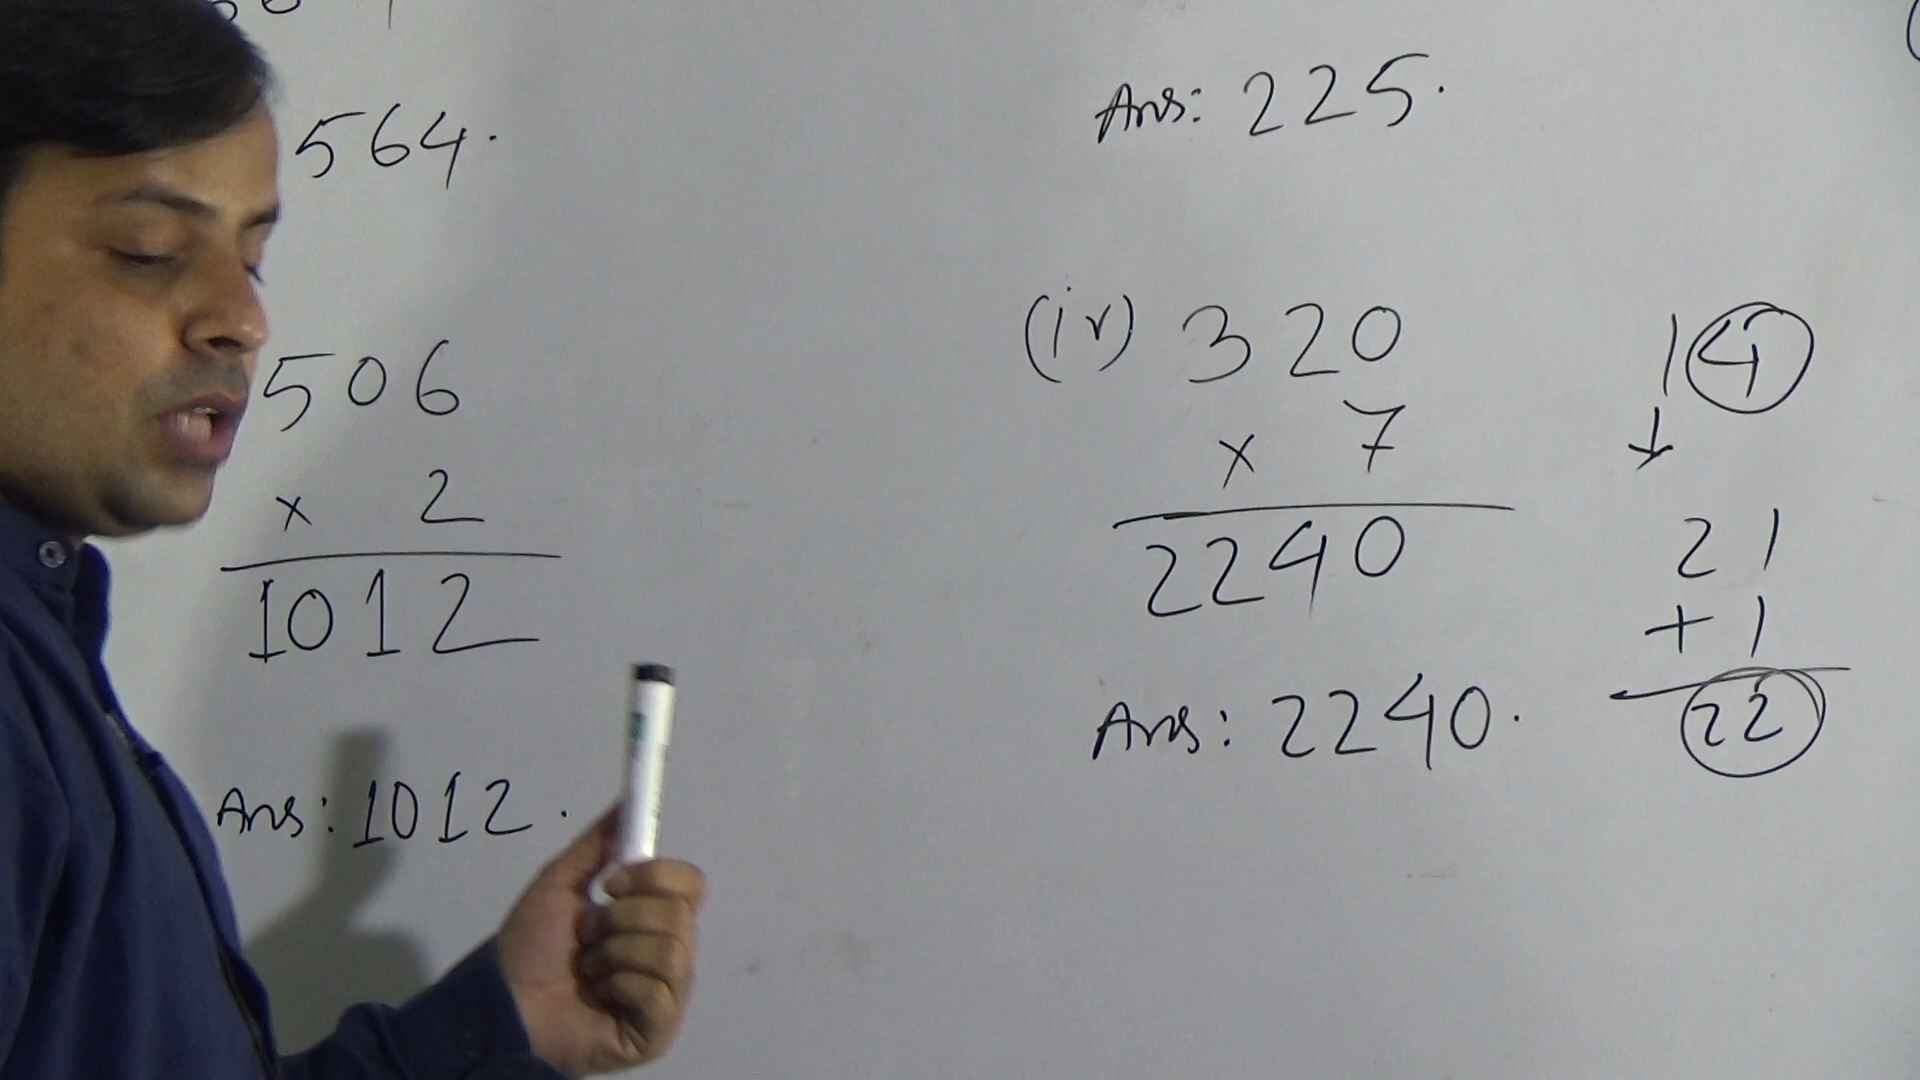 564.
506
× 2
1012
Ans: 1012.
Ans: 225.
(iv) 320
× 7
2240
Ans: 2240.
14
↓
21
+ 1
22